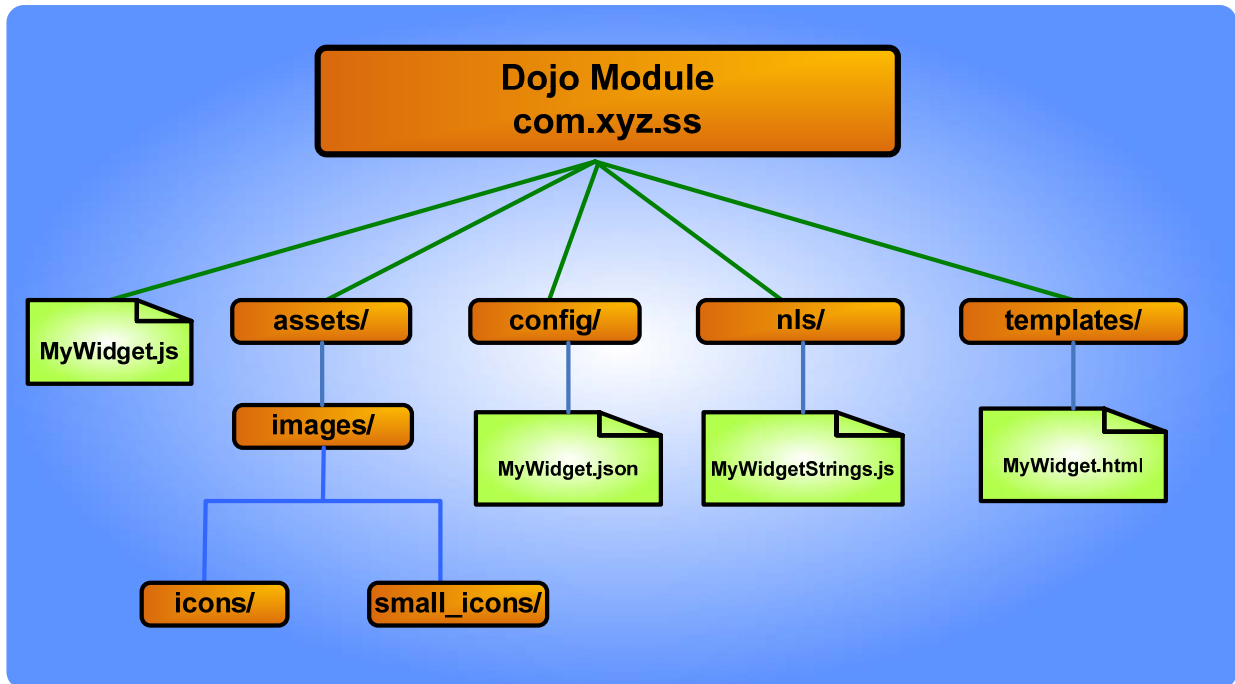 Dojo Module
com.xyz.ss
MyWidget.js
assets/
config/
nls/
templates/
images/
MyWidget.json
MyWidgetStrings.js
MyWidget.html
icons/
small_icons/